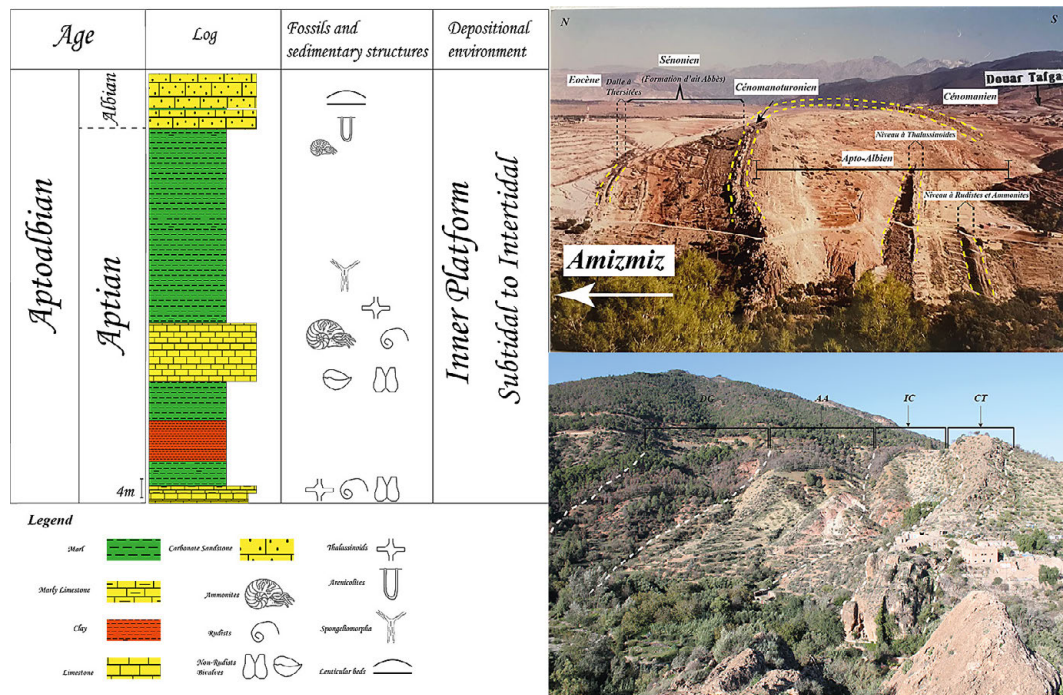 Age
Log
Fossils and
sedimentary structures
Depositional
environment
Aptoalbian
Albian
Aptian
Inner Platform
Subtidal to Intertidal
4m
Legend
Marl
Carbonate Sandstone
Thalassinoids
Marly Limestone
Ammonites
Arenicolites
Clay
Rudists
Spongeliomorpha
Limestone
Non-Rudists
Bivalves
Lenticular beds
N
S
Sénonien
(Formation d'ait Abbès)
Eocène
Dalle à
Thersitées
Cénomanoturonien
Douar Tafga
Cénomanien
Niveau à Thalassinoides
Apto-Albien
Niveau à Rudistes et Ammonites
Amizmiz
DC
AA
IC
CT